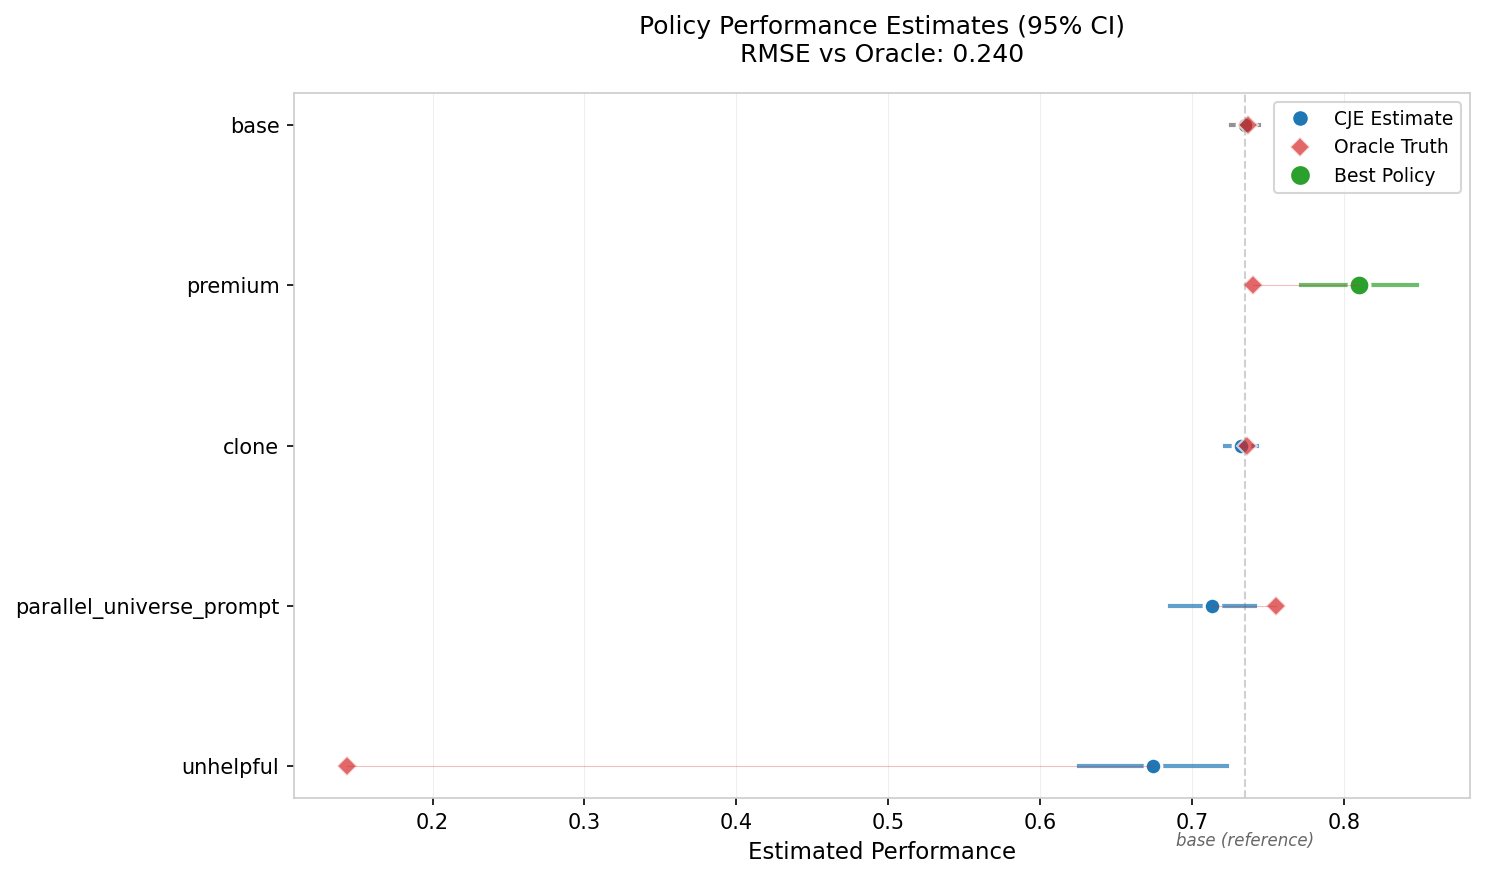 Policy Performance Estimates (95% CI)
RMSE vs Oracle: 0.240
base
premium
clone
parallel_universe_prompt
unhelpful
CJE Estimate
Oracle Truth
Best Policy
0.2 0.3 0.4 0.5 0.6 0.7 0.8
base (reference)
Estimated Performance